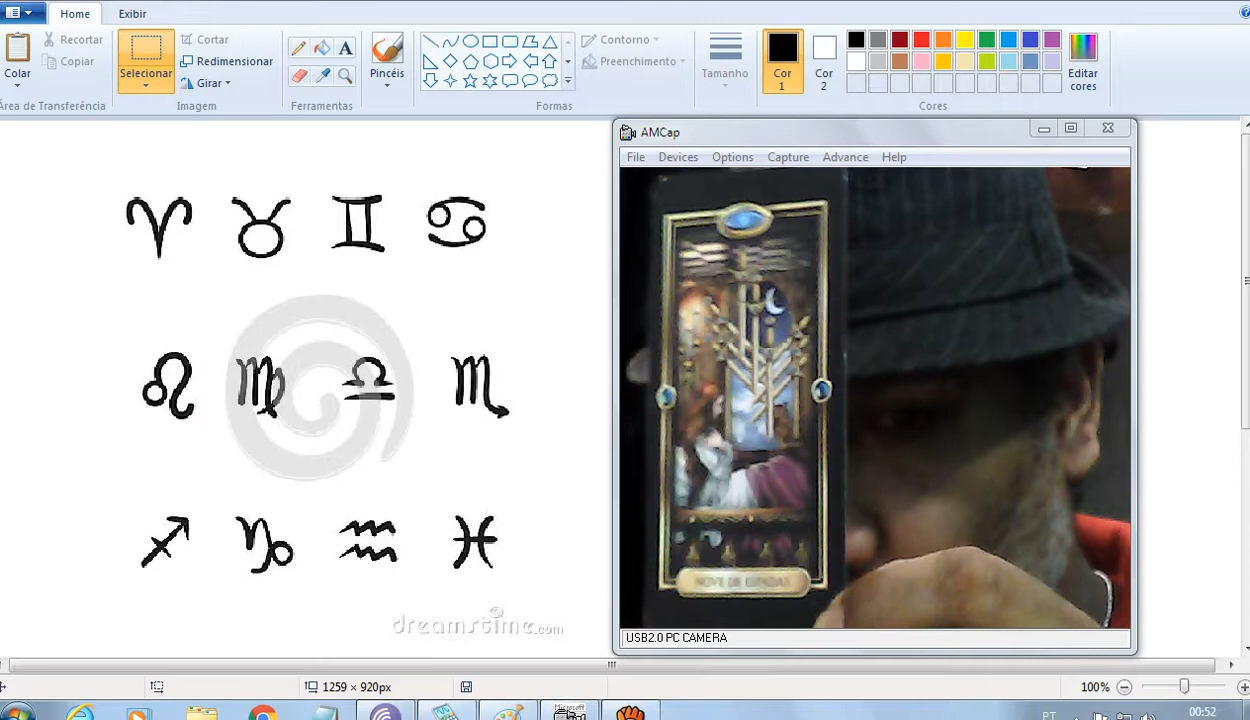 Home
Exibir
Colar
Recortar
Copiar
Área de Transferência
Selecionar
Cortar
Redimensionar
Girar
Imagem
Ferramentas
Pincéis
Contorno
Preenchimento
Formas
Tamanho
Cor
1
Cor
2
Editar
cores
Cores
AMCap
File Devices Options Capture Advance Help
NOVE DE ESPADAS
USB2.0 PC CAMERA
dreamstime.com
1259 × 920px
100%
PT
00:52